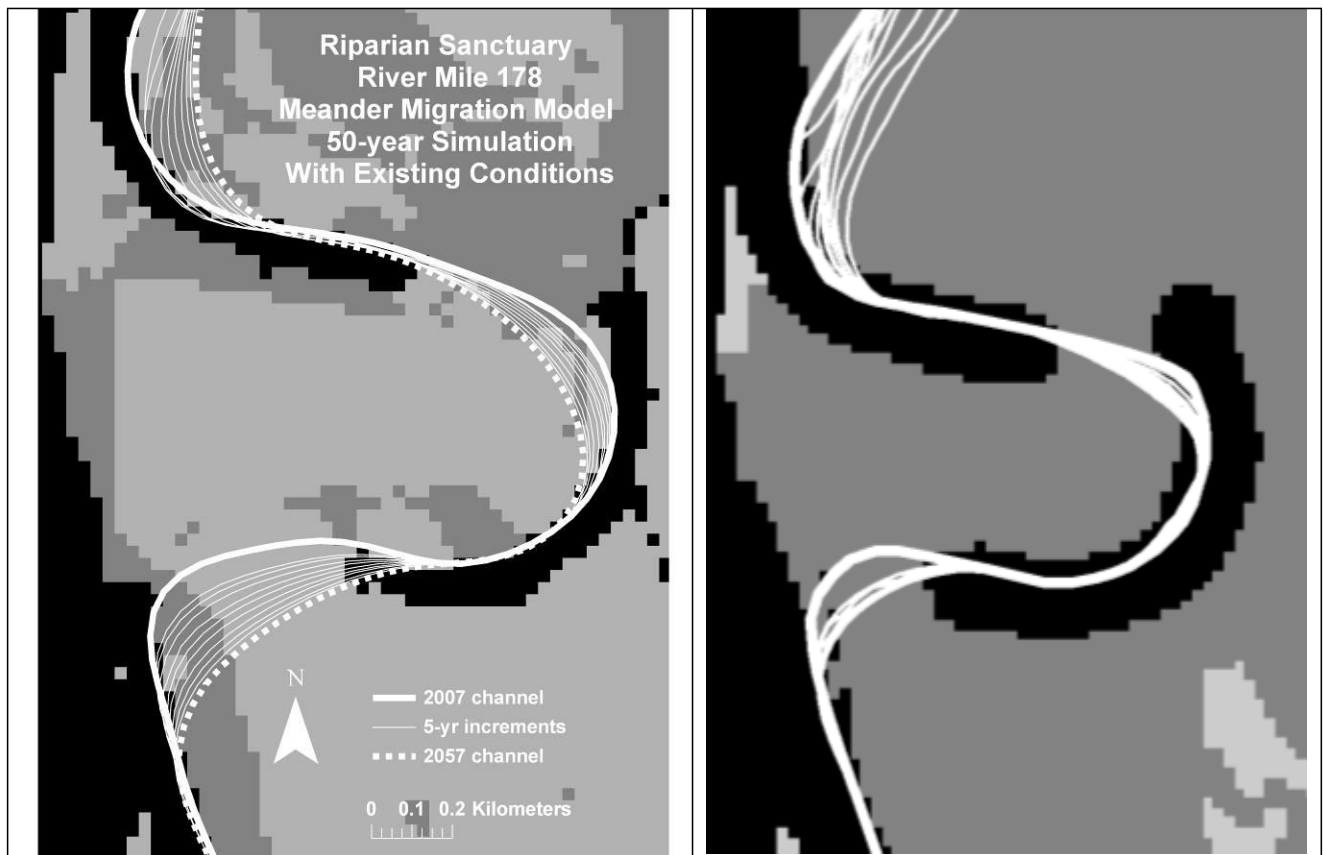 Riparian Sanctuary
River Mile 178
Meander Migration Model
50-year Simulation
With Existing Conditions
N
2007 channel
5-yr increments
2057 channel
0 0.1 0.2 Kilometers